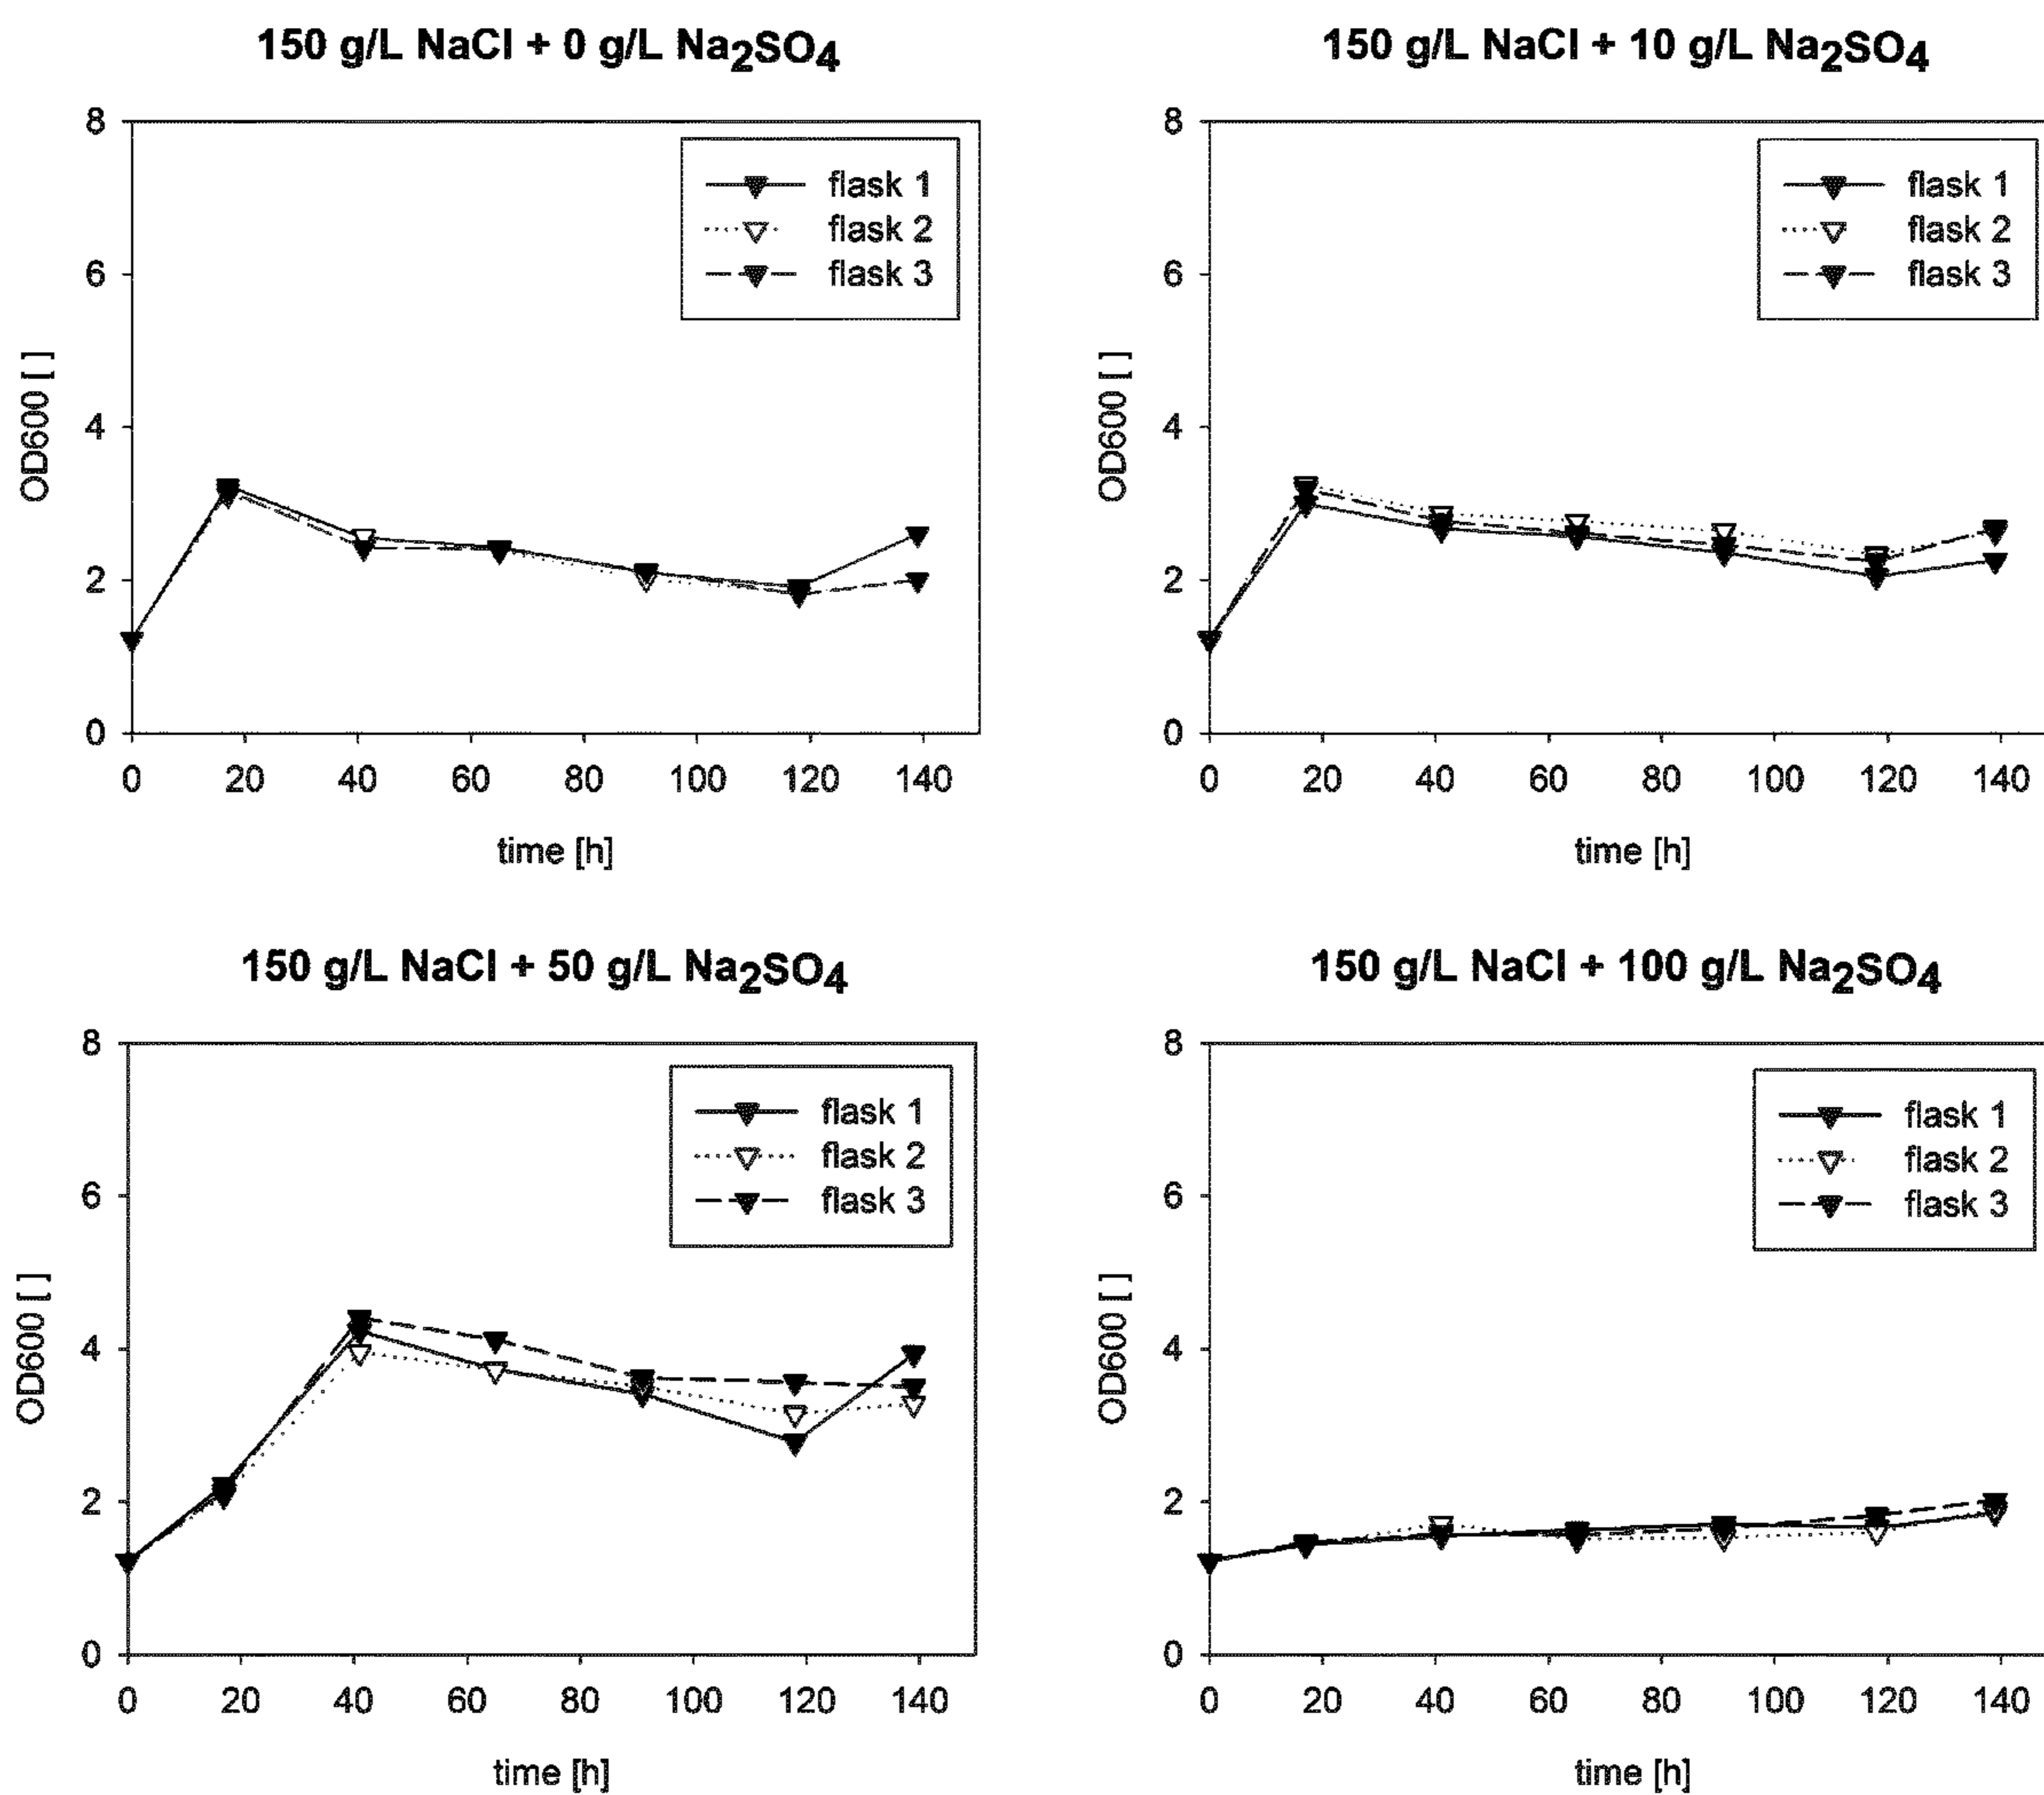 150 g/L NaCl + 0 g/L Na₂SO₄
8
6
4
2
0
OD600 [ ]
flask 1
flask 2
flask 3
0 20 40 60 80 100 120 140
time [h]
150 g/L NaCl + 10 g/L Na₂SO₄
8
6
4
2
0
OD600 [ ]
flask 1
flask 2
flask 3
0 20 40 60 80 100 120 140
time [h]
150 g/L NaCl + 50 g/L Na₂SO₄
8
6
4
2
0
OD600 [ ]
flask 1
flask 2
flask 3
0 20 40 60 80 100 120 140
time [h]
150 g/L NaCl + 100 g/L Na₂SO₄
8
6
4
2
0
OD600 [ ]
flask 1
flask 2
flask 3
0 20 40 60 80 100 120 140
time [h]